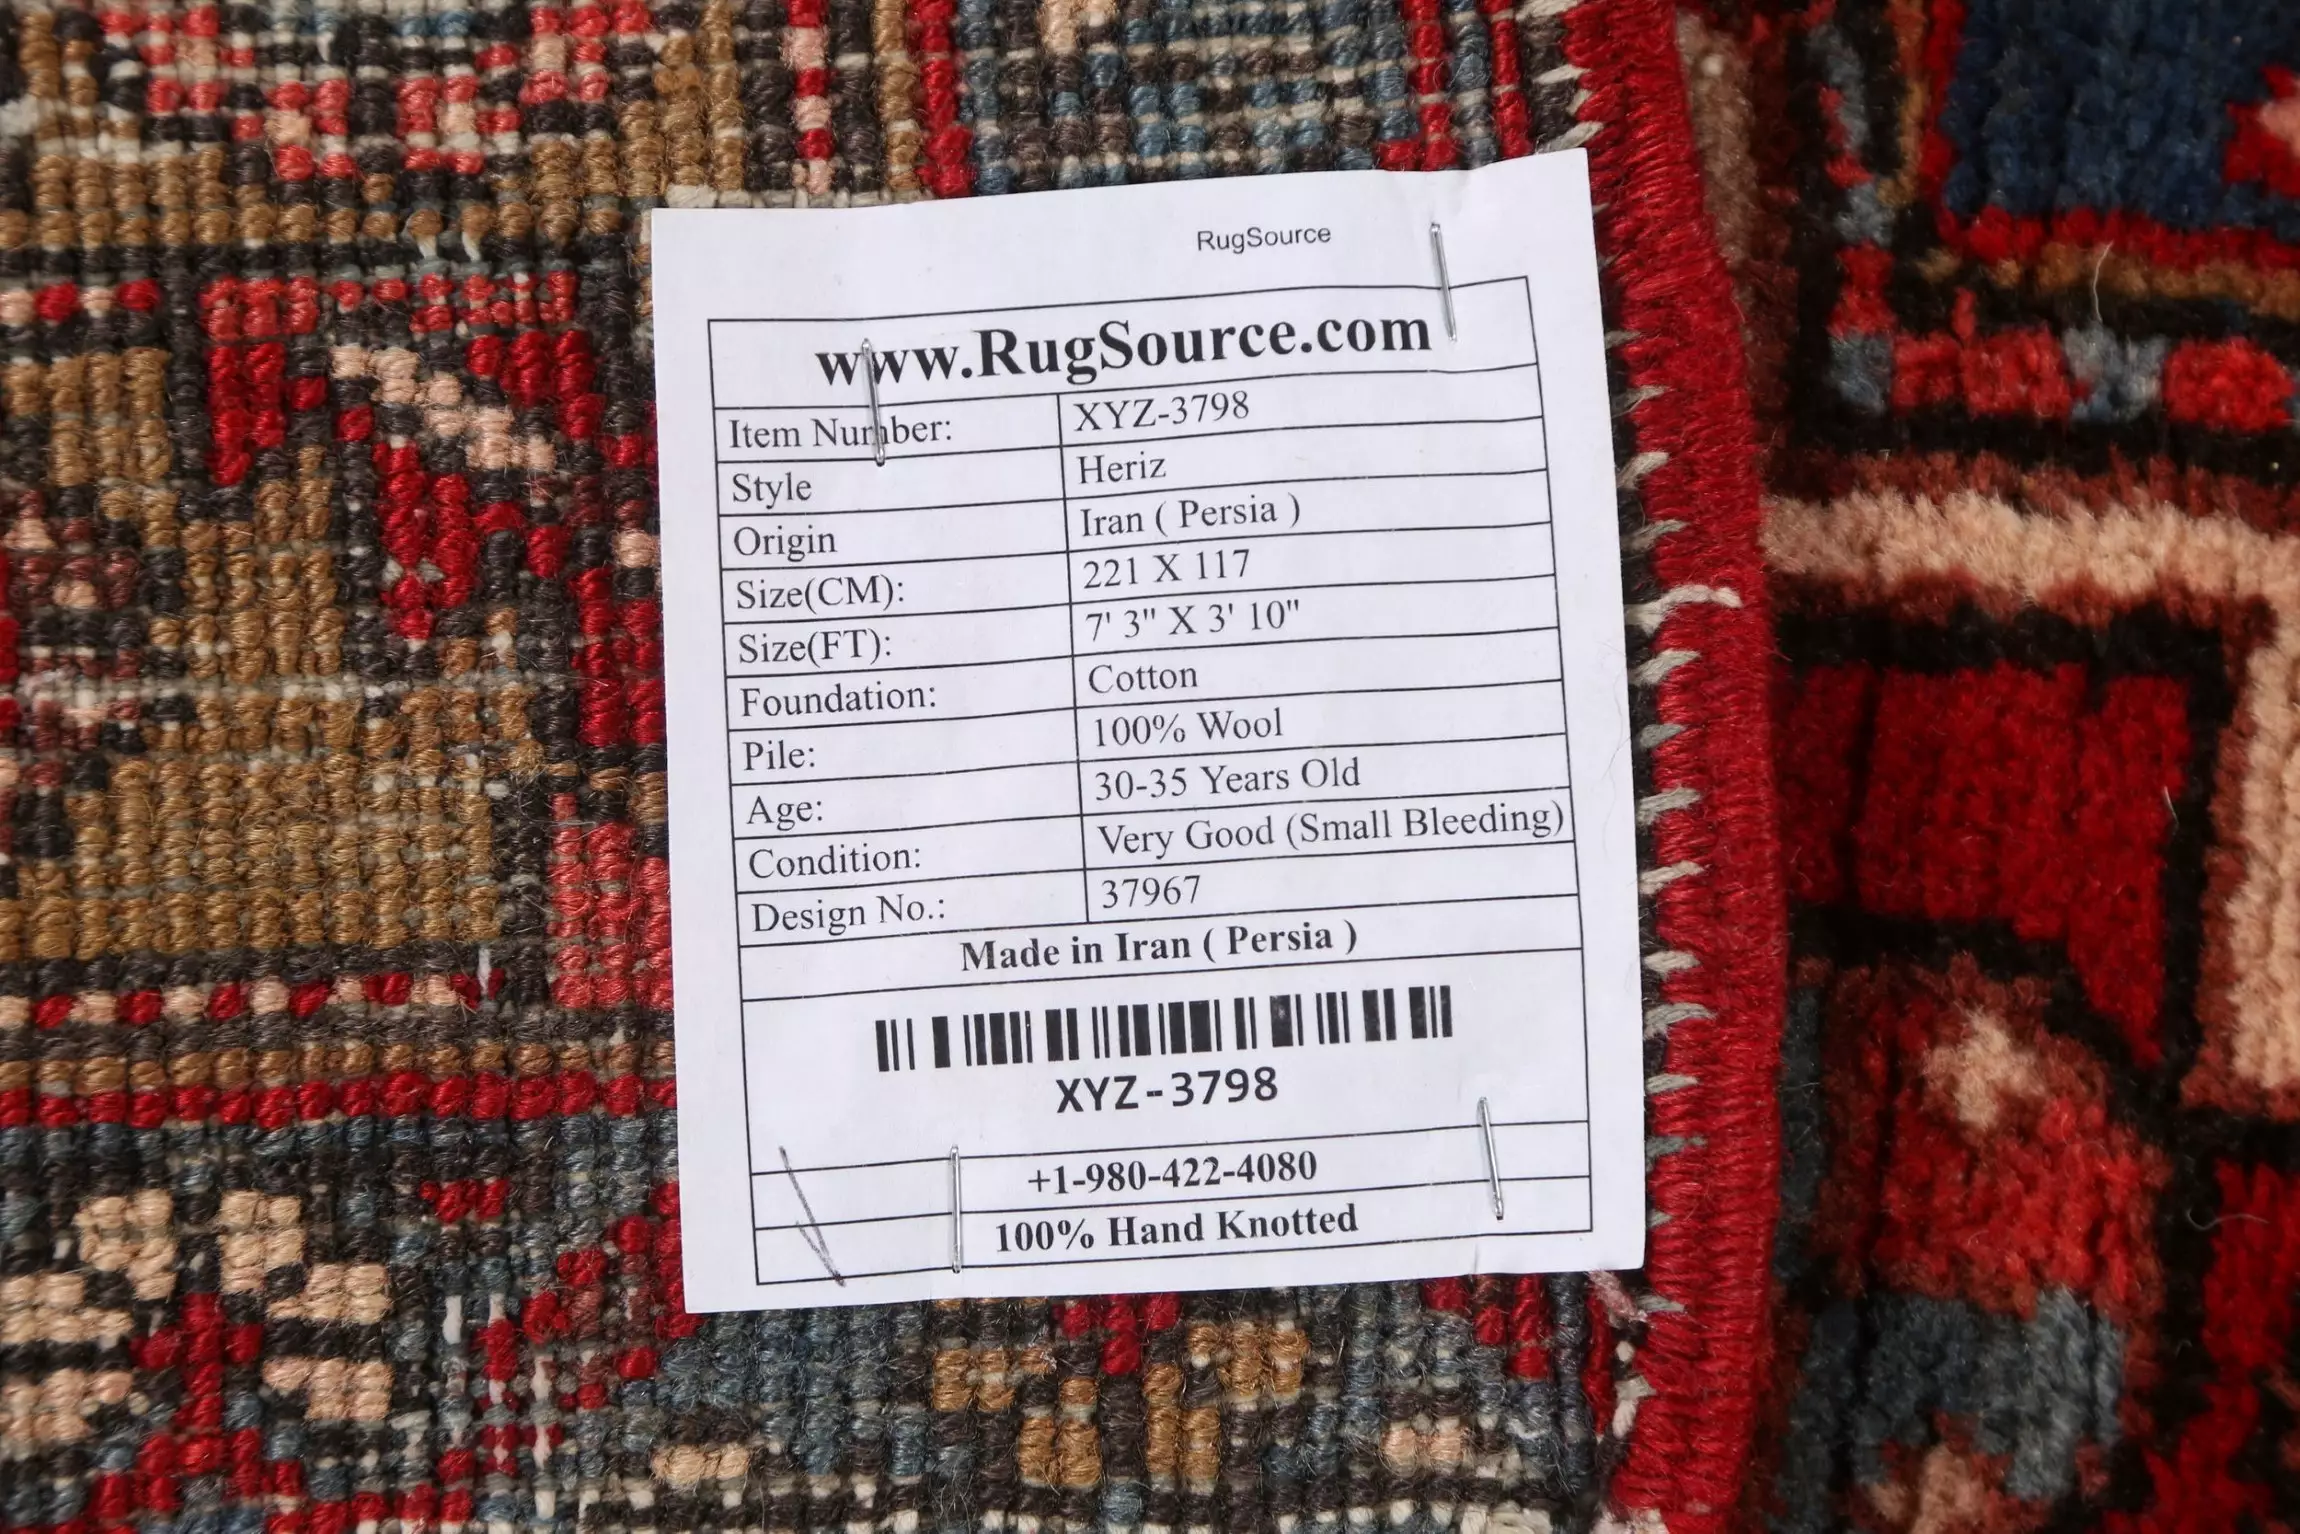 RugSource
www.RugSource.com
Item Number: XYZ-3798
Style Heriz
Origin Iran ( Persia )
Size(CM): 221 X 117
Size(FT): 7' 3" X 3' 10"
Foundation: Cotton
Pile: 100% Wool
Age: 30-35 Years Old
Condition: Very Good (Small Bleeding)
Design No.: 37967
Made in Iran ( Persia )
XYZ-3798
+1-980-422-4080
100% Hand Knotted